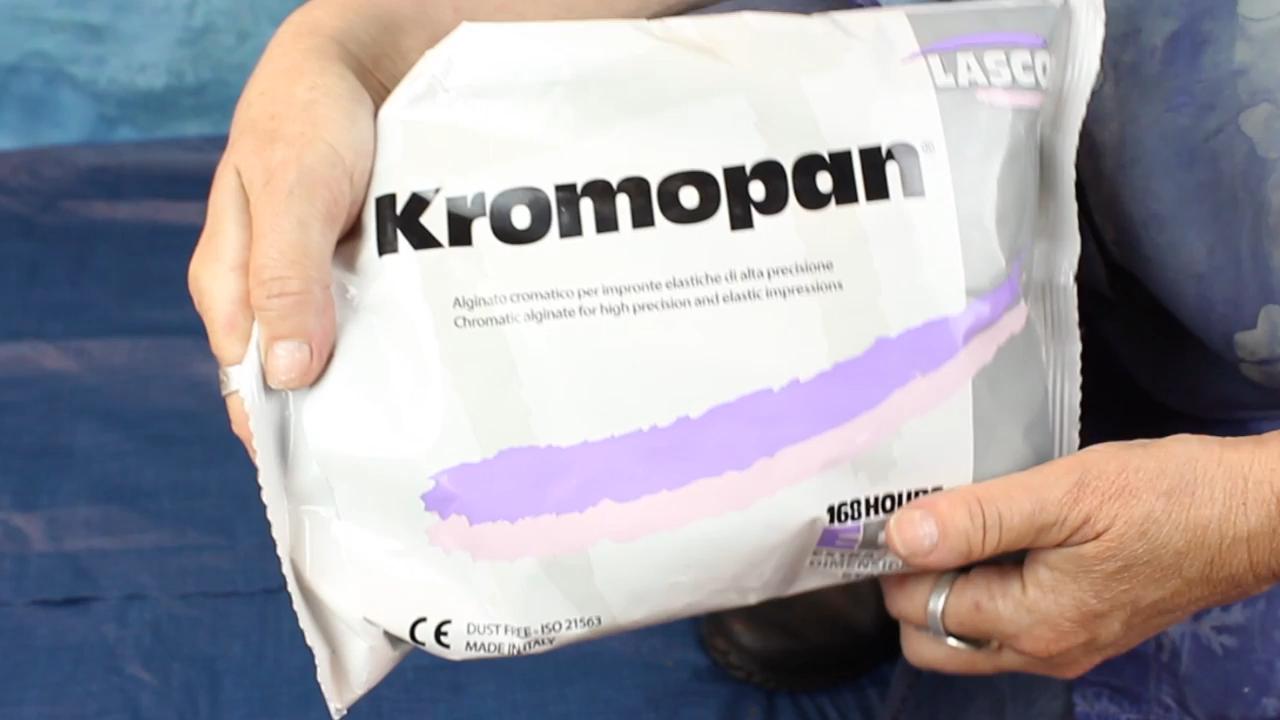 LASCO
Kromopan®
Alginato cromatico per impronte elastiche di alta precisione
Chromatic alginate for high precision and elastic impressions
168 HOURS
CE DUST FREE - ISO 21563
MADE IN ITALY